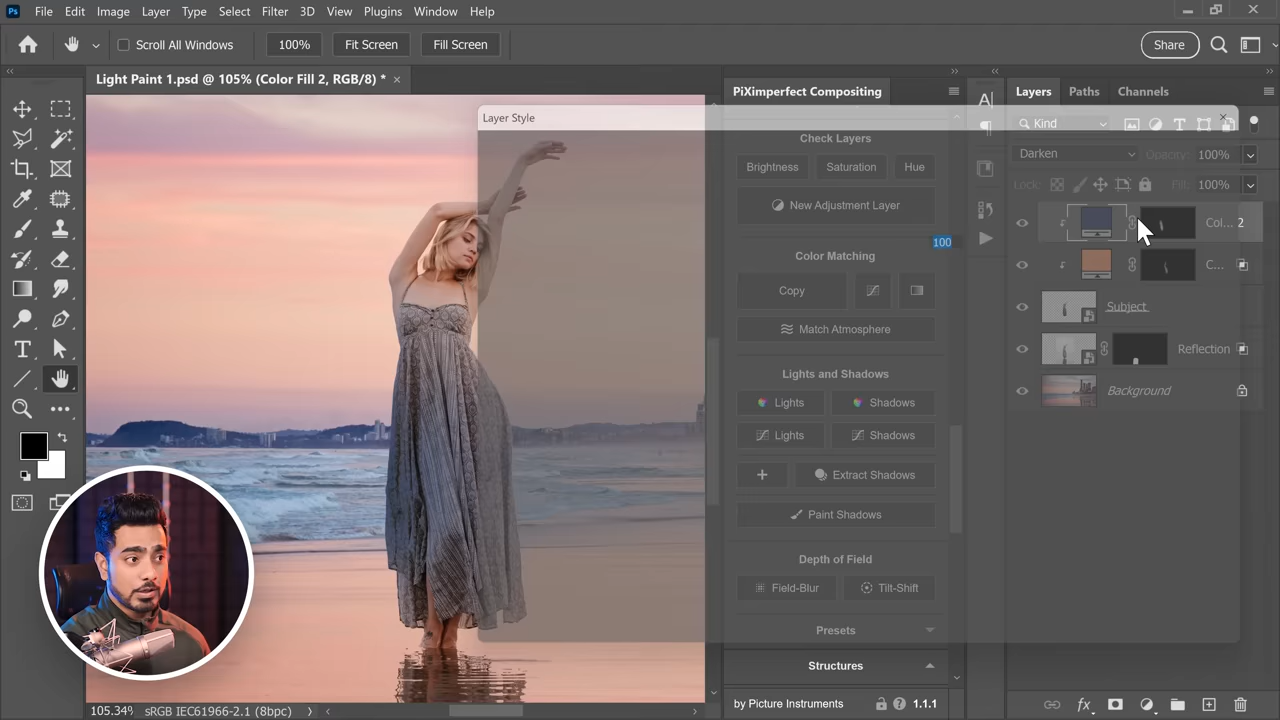 Ps File Edit Image Layer Type Select Filter 3D View Plugins Window Help
Scroll All Windows 100% Fit Screen Fill Screen Share
Light Paint 1.psd @ 105% (Color Fill 2, RGB/8) * ×
PiXimperfect Compositing
Layers Paths Channels
Layer Style
Kind
Check Layers
Darken Opacity: 100%
Brightness Saturation Hue
Lock: Fill: 100%
New Adjustment Layer
Col... 2
100
Color Matching
C...
Copy
Subject
Match Atmosphere
Reflection
Lights and Shadows
Background
Lights Shadows
Lights Shadows
Extract Shadows
Paint Shadows
Depth of Field
Field-Blur Tilt-Shift
Presets
Structures
by Picture Instruments 1.1.1
105.34% sRGB IEC61966-2.1 (8bpc)
fx